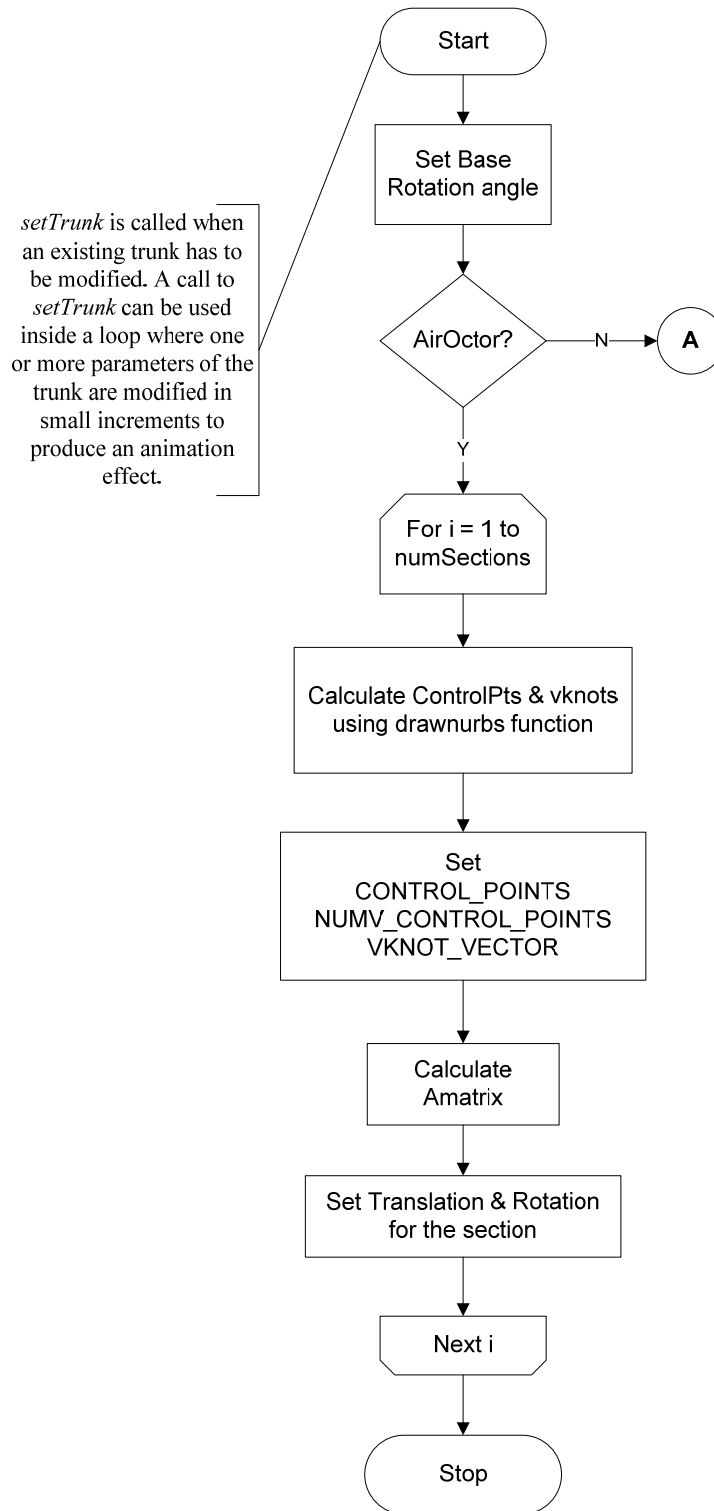 Start
Set Base
Rotation angle
setTrunk is called when
an existing trunk has to
be modified. A call to
setTrunk can be used
inside a loop where one
or more parameters of the
trunk are modified in
small increments to
produce an animation
effect.
AirOctor?
N
A
Y
For i = 1 to
numSections
Calculate ControlPts & vknots
using drawnurbs function
Set
CONTROL_POINTS
NUMV_CONTROL_POINTS
VKNOT_VECTOR
Calculate
Amatrix
Set Translation & Rotation
for the section
Next i
Stop